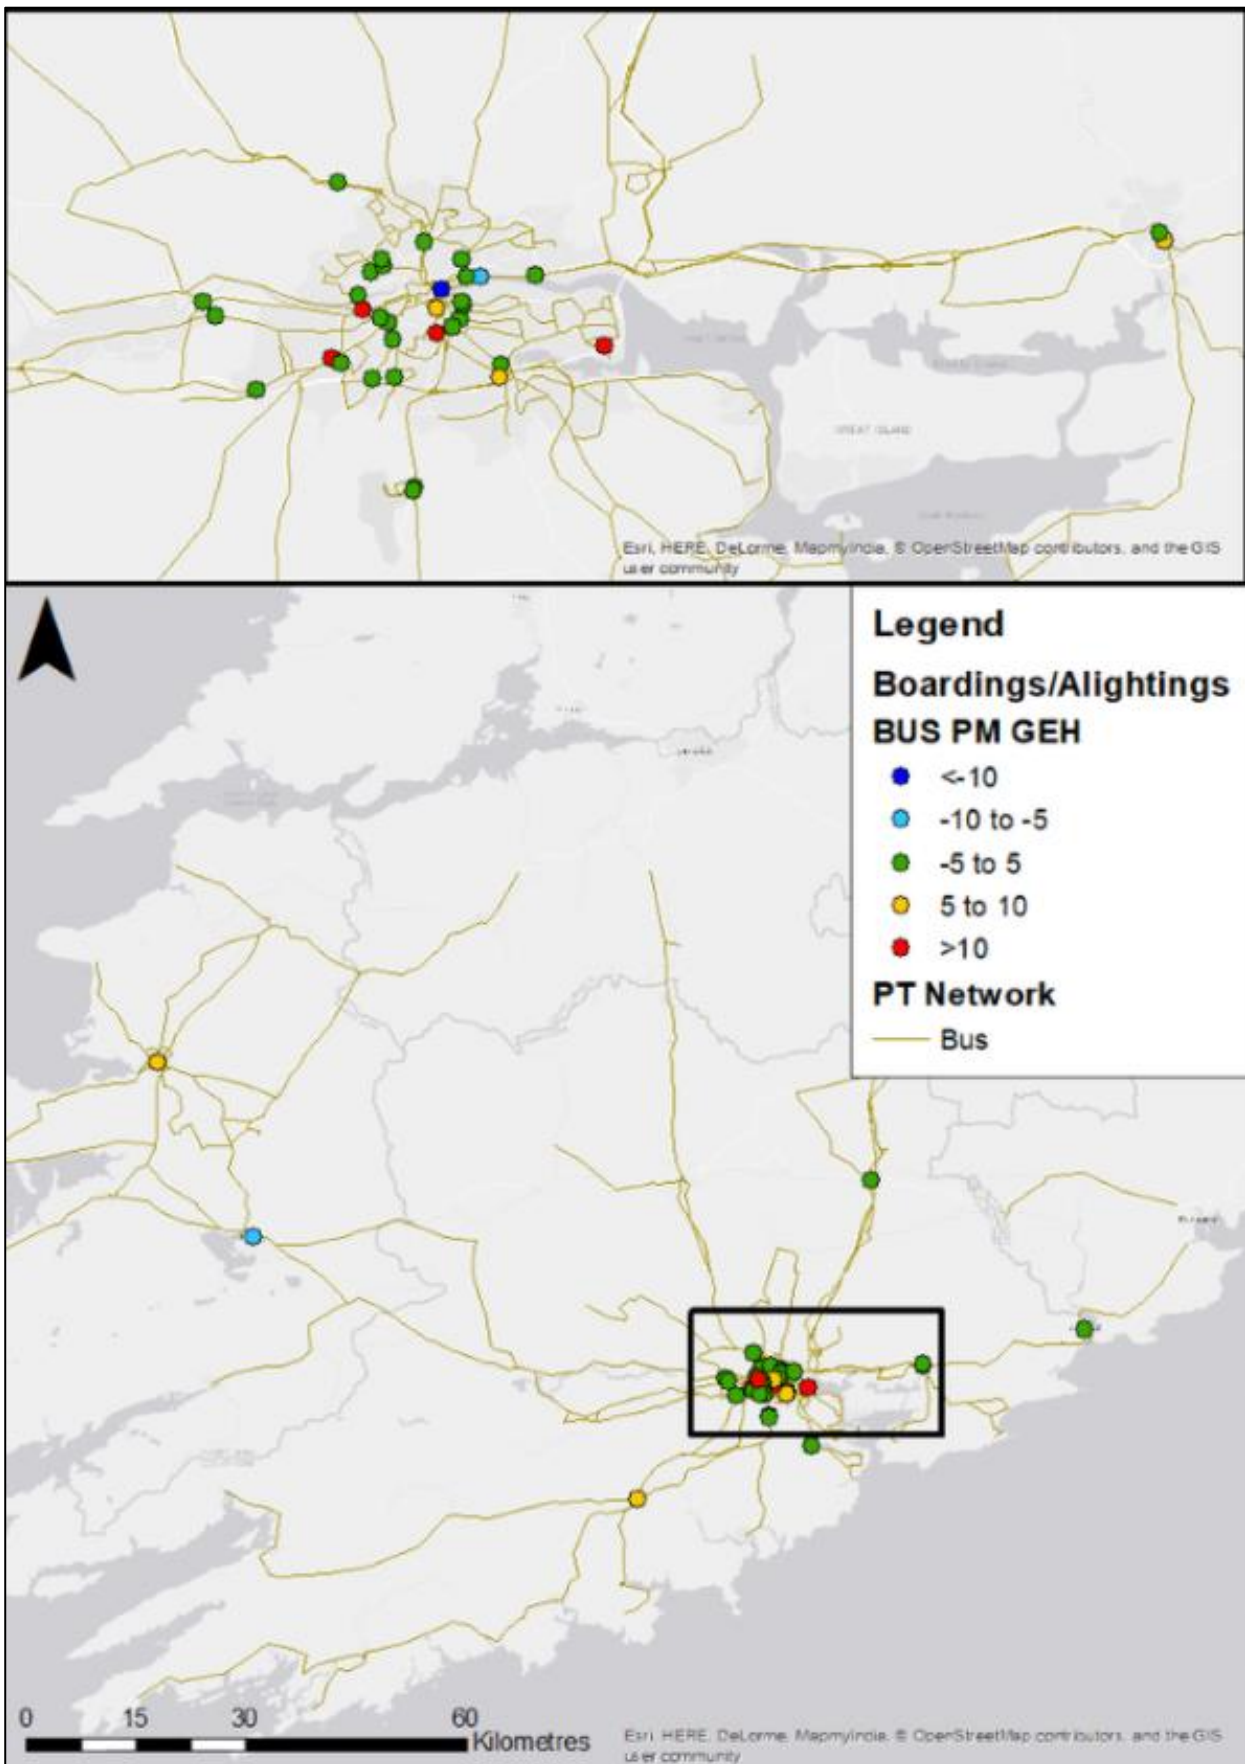 GREAT ISLAND
Esri, HERE, DeLorme, MapmyIndia, © OpenStreetMap contributors, and the GIS
user community
Legend
Boardings/Alightings
BUS PM GEH
<-10
-10 to -5
-5 to 5
5 to 10
>10
PT Network
Bus
0 15 30 60
Kilometres
Esri, HERE, DeLorme, MapmyIndia, © OpenStreetMap contributors, and the GIS
user community